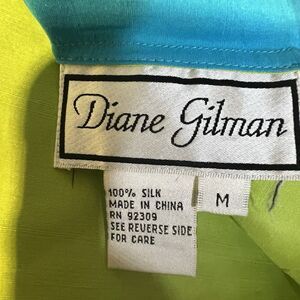 Diane Gilman
100% SILK
MADE IN CHINA
RN 92309
SEE REVERSE SIDE
FOR CARE
M